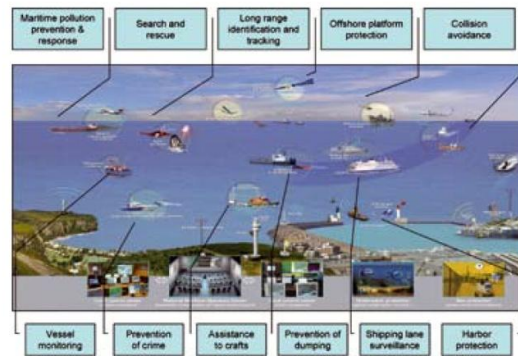 Maritime pollution
prevention &
response
Search and
rescue
Long range
identification and
tracking
Offshore platform
protection
Collision
avoidance
Vessel
monitoring
Prevention
of crime
Assistance
to crafts
Prevention of
dumping
Shipping lane
surveillance
Harbor
protection